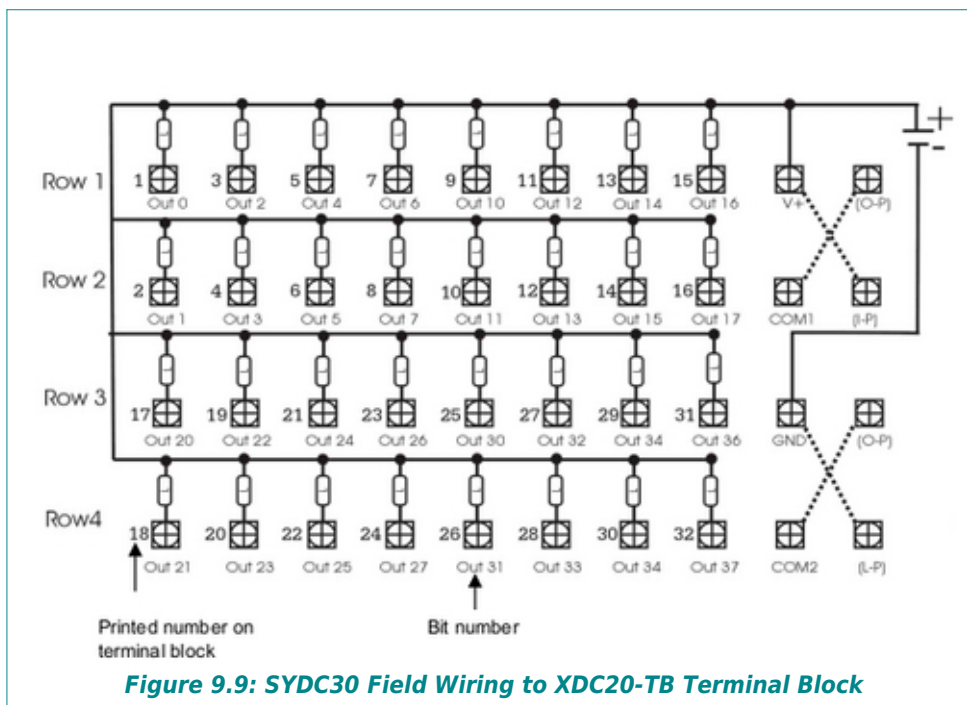 +
-
Row 1 1 3 5 7 9 11 13 15
Out 0 Out 2 Out 4 Out 6 Out 10 Out 12 Out 14 Out 16 V+ (O-P)
Row 2 2 4 6 8 10 12 14 16
Out 1 Out 3 Out 5 Out 7 Out 11 Out 13 Out 15 Out 17 COM1 (I-P)
Row 3 17 19 21 23 25 27 29 31
Out 20 Out 22 Out 24 Out 26 Out 30 Out 32 Out 34 Out 36 GND (O-P)
Row4 18 20 22 24 26 28 30 32
Out 21 Out 23 Out 25 Out 27 Out 31 Out 33 Out 34 Out 37 COM2 (L-P)
Printed number on
terminal block
Bit number
Figure 9.9: SYDC30 Field Wiring to XDC20-TB Terminal Block